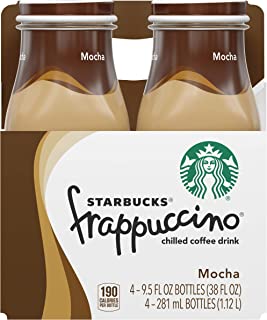 Mocha Mocha
STARBUCKS®
frappuccino®
chilled coffee drink
Mocha
190
CALORIES
PER BOTTLE
4-9.5 FL OZ BOTTLES (38 FL OZ)
4-281 mL BOTTLES (1.12 L)